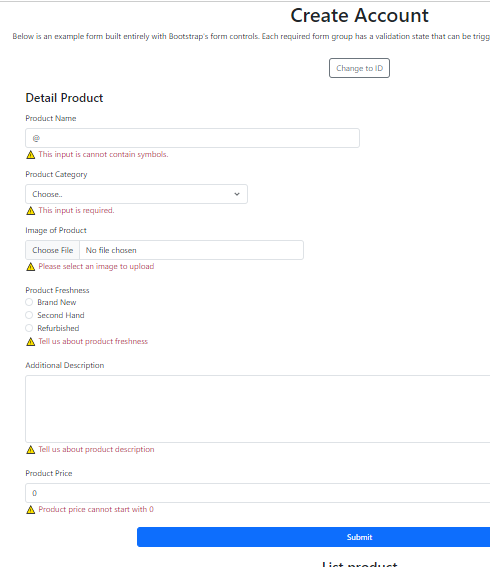 Create Account
Below is an example form built entirely with Bootstrap's form controls. Each required form group has a validation state that can be trigg
Change to ID
Detail Product
Product Name
@
This input is cannot contain symbols.
Product Category
Choose..
This input is required.
Image of Product
Choose File No file chosen
Please select an image to upload
Product Freshness
Brand New
Second Hand
Refurbished
Tell us about product freshness
Additional Description
Tell us about product description
Product Price
0
Product price cannot start with 0
Submit
List product